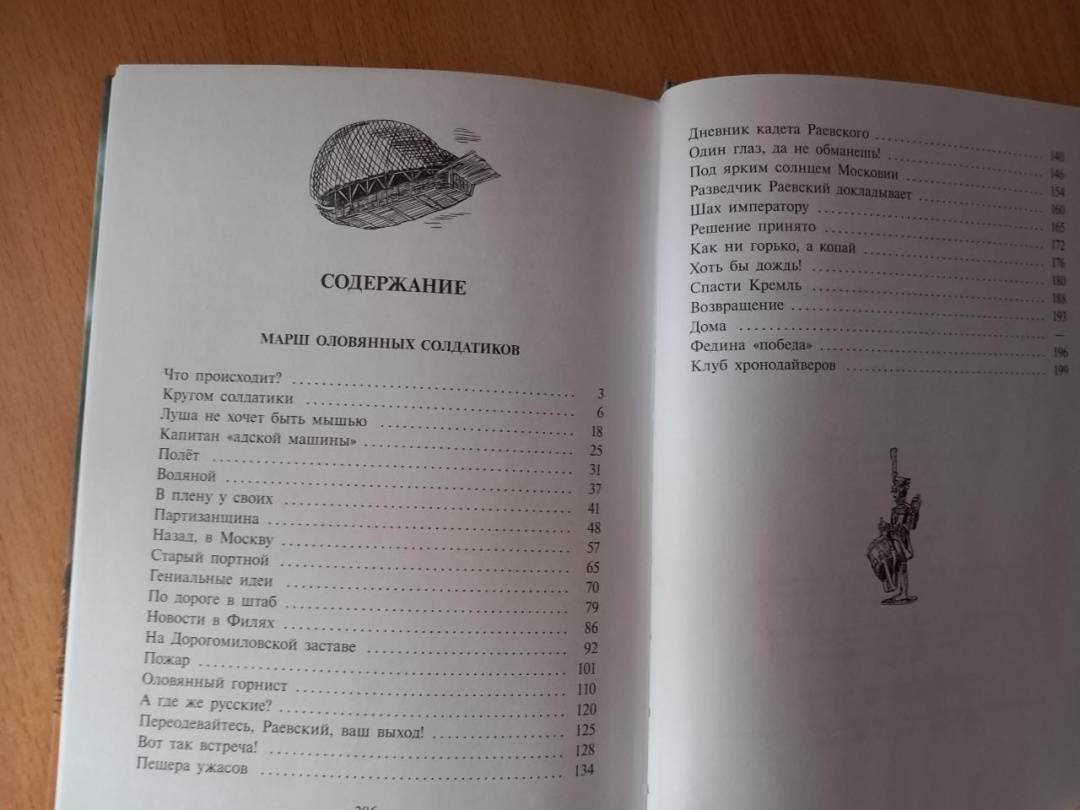 СОДЕРЖАНИЕ
МАРШ ОЛОВЯННЫХ СОЛДАТИКОВ
Что происходит? 3
Кругом солдатики 6
Луша не хочет быть мышью 18
Капитан «адской машины» 25
Полёт 31
Водяной 37
В плену у своих 41
Партизанщина 48
Назад, в Москву 57
Старый портной 65
Гениальные идеи 70
По дороге в штаб 79
Новости в Филях 86
На Дорогомиловской заставе 92
Пожар 101
Оловянный горнист 110
А где же русские? 120
Переодевайтесь, Раевский, ваш выход! 125
Вот так встреча! 128
Пещера ужасов 134
206
Дневник кадета Раевского 140
Один глаз, да не обманешь! 146
Под ярким солнцем Московии 154
Разведчик Раевский докладывает 160
Шах императору 165
Решение принято 172
Как ни горько, а копай 176
Хоть бы дождь! 180
Спасти Кремль 188
Возвращение 193
Дома —
Федина «победа» 196
Клуб хронодайверов 199